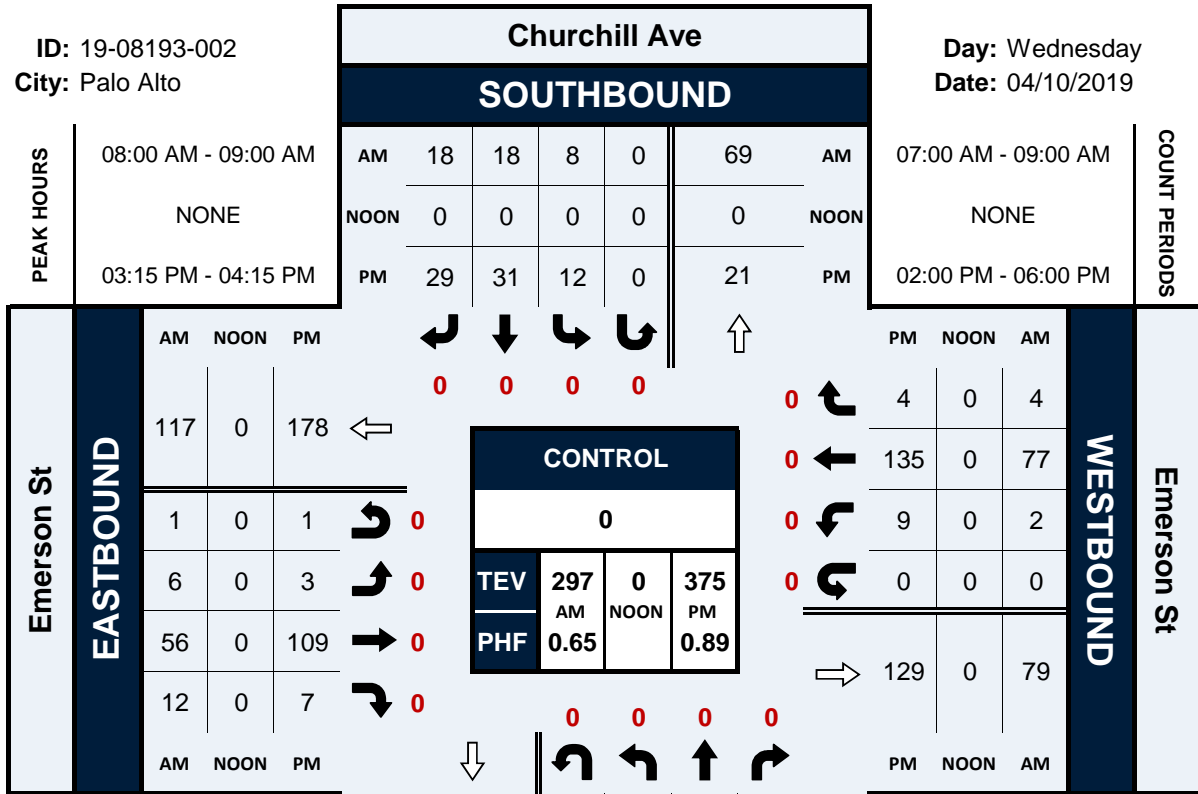 ID: 19-08193-002
City: Palo Alto
Churchill Ave
SOUTHBOUND
Day: Wednesday
Date: 04/10/2019
PEAK HOURS
08:00 AM - 09:00 AM
NONE
03:15 PM - 04:15 PM
AM 18 18 8 0 69 AM
NOON 0 0 0 0 0 NOON
PM 29 31 12 0 21 PM
07:00 AM - 09:00 AM
NONE
02:00 PM - 06:00 PM
COUNT PERIODS
0 0 0 0
Emerson St
EASTBOUND
AM NOON PM
117 0 178
1 0 1 0
6 0 3 0
56 0 109 0
12 0 7 0
AM NOON PM
CONTROL
0
TEV 297 0 375
AM NOON PM
PHF 0.65 0.89
0 0 0 0
PM NOON AM
0 4 0 4
0 135 0 77
0 9 0 2
0 0 0 0
129 0 79
PM NOON AM
WESTBOUND
Emerson St